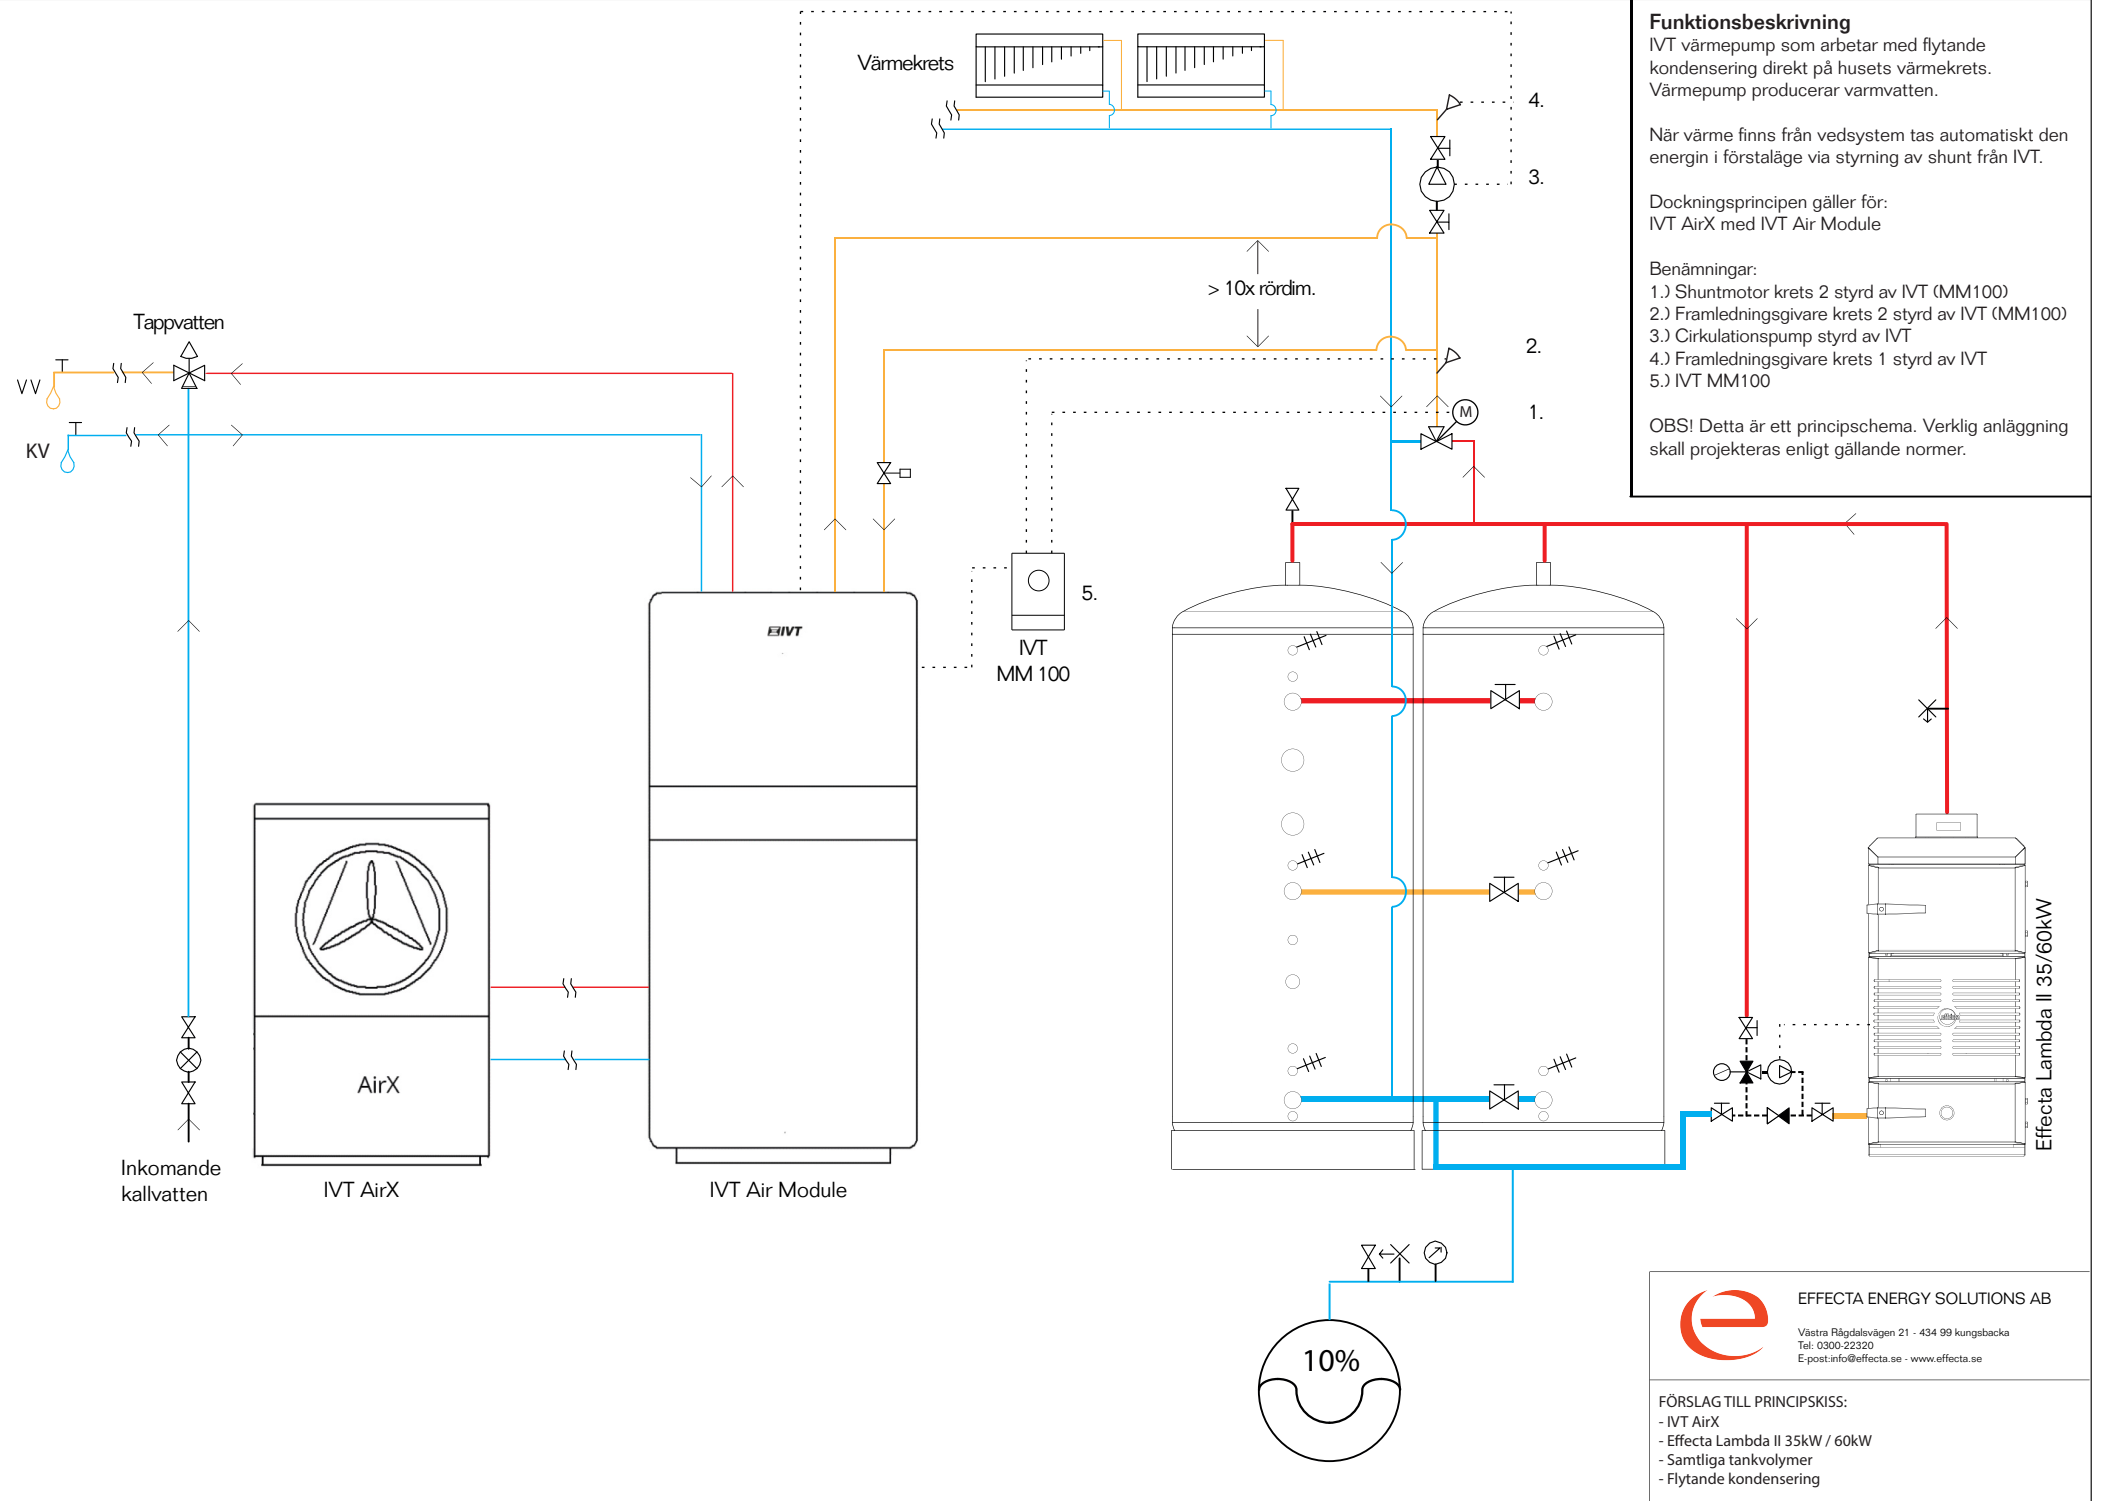 Funktionsbeskrivning
IVT värmepump som arbetar med flytande
kondensering direkt på husets värmekrets.
Värmepump producerar varmvatten.
När värme finns från vedsystem tas automatiskt den
energin i förstaläge via styrning av shunt från IVT.
Dockningsprincipen gäller för:
IVT AirX med IVT Air Module
Benämningar:
1.) Shuntmotor krets 2 styrd av IVT (MM100)
2.) Framledningsgivare krets 2 styrd av IVT (MM100)
3.) Cirkulationspump styrd av IVT
4.) Framledningsgivare krets 1 styrd av IVT
5.) IVT MM100
OBS! Detta är ett principschema. Verklig anläggning
skall projekteras enligt gällande normer.
Värmekrets
4.
3.
> 10x rördim.
2.
M
1.
Tappvatten
VV
KV
5.
IVT
MM 100
IVT
AirX
Inkomande
kallvatten
IVT AirX
IVT Air Module
Effecta Lambda II 35/60kW
10%
EFFECTA ENERGY SOLUTIONS AB
Västra Rågdalsvägen 21 - 434 99 kungsbacka
Tel: 0300-22320
E-post:info@effecta.se - www.effecta.se
FÖRSLAG TILL PRINCIPSKISS:
- IVT AirX
- Effecta Lambda II 35kW / 60kW
- Samtliga tankvolymer
- Flytande kondensering